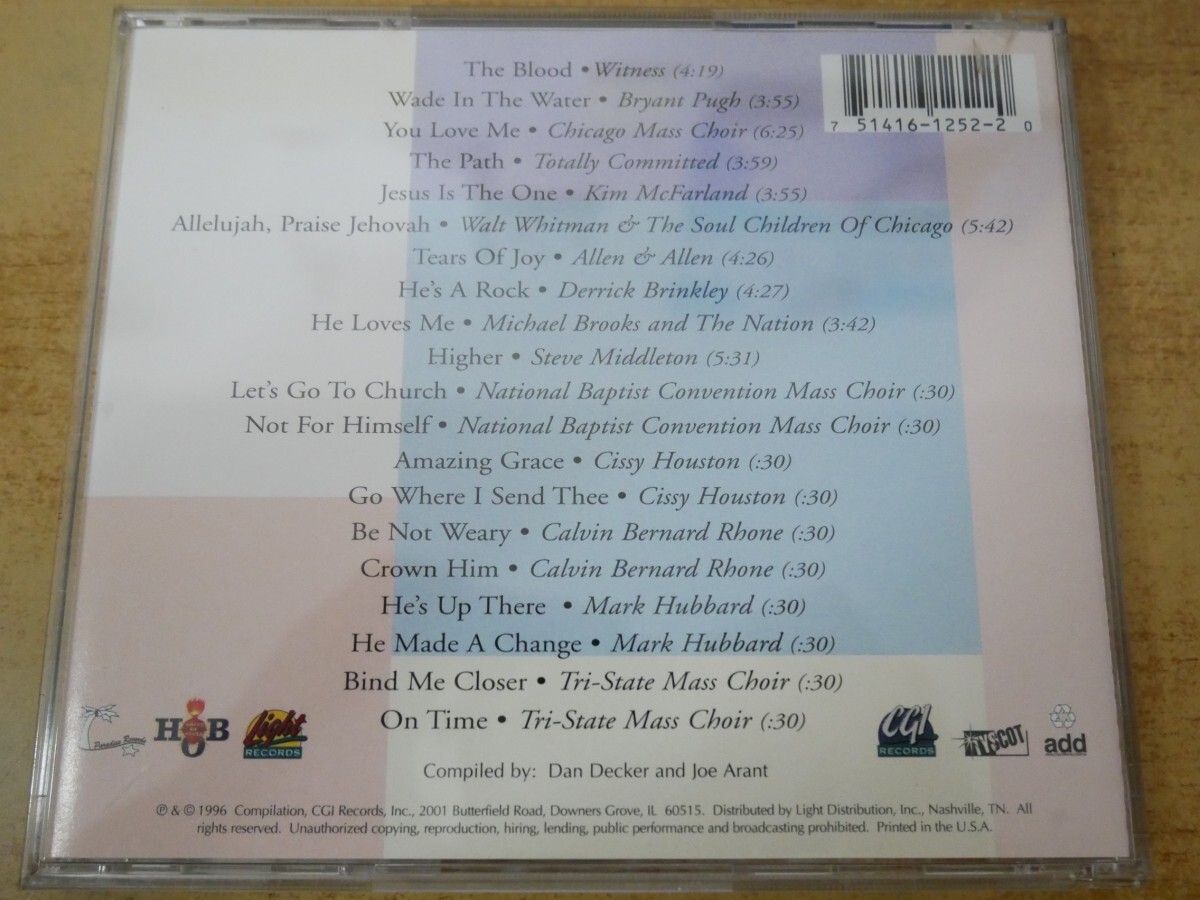 The Blood • Witness (4:19)
Wade In The Water • Bryant Pugh (3:55)
You Love Me • Chicago Mass Choir (6:25)
The Path • Totally Committed (3:59)
Jesus Is The One • Kim McFarland (3:55)
Allelujah, Praise Jehovah • Walt Whitman & The Soul Children Of Chicago (5:42)
Tears Of Joy • Allen & Allen (4:26)
He's A Rock • Derrick Brinkley (4:27)
He Loves Me • Michael Brooks and The Nation (3:42)
Higher • Steve Middleton (5:31)
Let's Go To Church • National Baptist Convention Mass Choir (:30)
Not For Himself • National Baptist Convention Mass Choir (:30)
Amazing Grace • Cissy Houston (:30)
Go Where I Send Thee • Cissy Houston (:30)
Be Not Weary • Calvin Bernard Rhone (:30)
Crown Him • Calvin Bernard Rhone (:30)
He's Up There • Mark Hubbard (:30)
He Made A Change • Mark Hubbard (:30)
Bind Me Closer • Tri-State Mass Choir (:30)
On Time • Tri-State Mass Choir (:30)
7 51416-1252-2 0
Paradise Records
HOB
light
RECORDS
CGI
RECORDS
TYSCOT
add
Compiled by: Dan Decker and Joe Arant
℗ & © 1996 Compilation, CGI Records, Inc., 2001 Butterfield Road, Downers Grove, IL 60515. Distributed by Light Distribution, Inc., Nashville, TN. All
rights reserved. Unauthorized copying, reproduction, hiring, lending, public performance and broadcasting prohibited. Printed in the U.S.A.